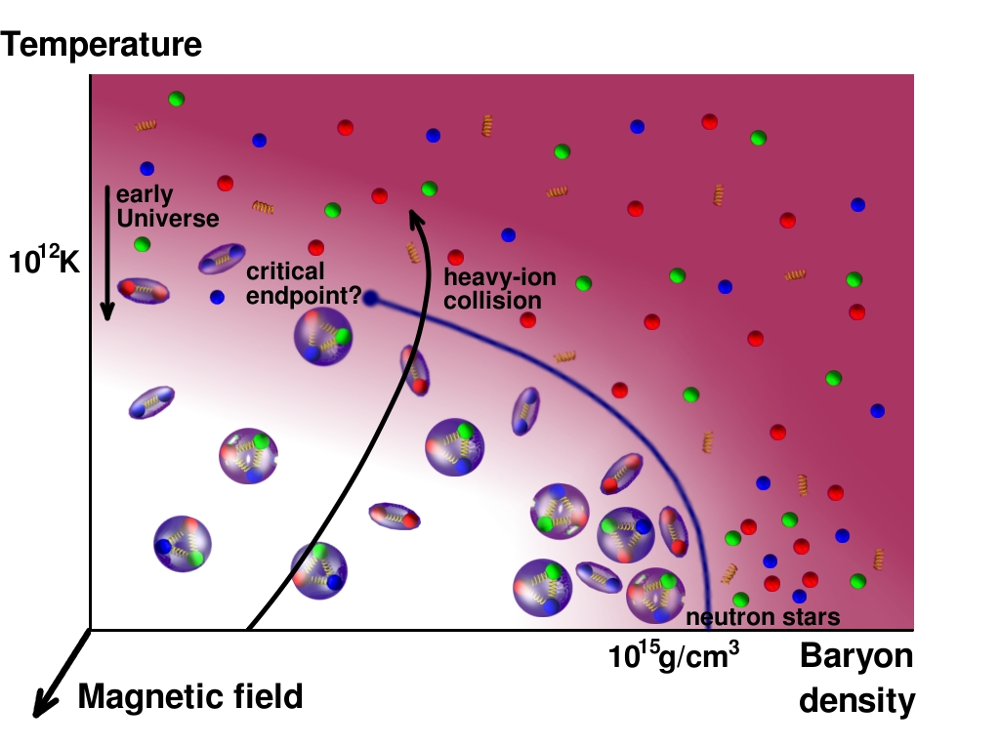 Temperature
early
Universe
10¹²K
critical
endpoint?
heavy-ion
collision
neutron stars
10¹⁵g/cm³
Baryon
density
Magnetic field